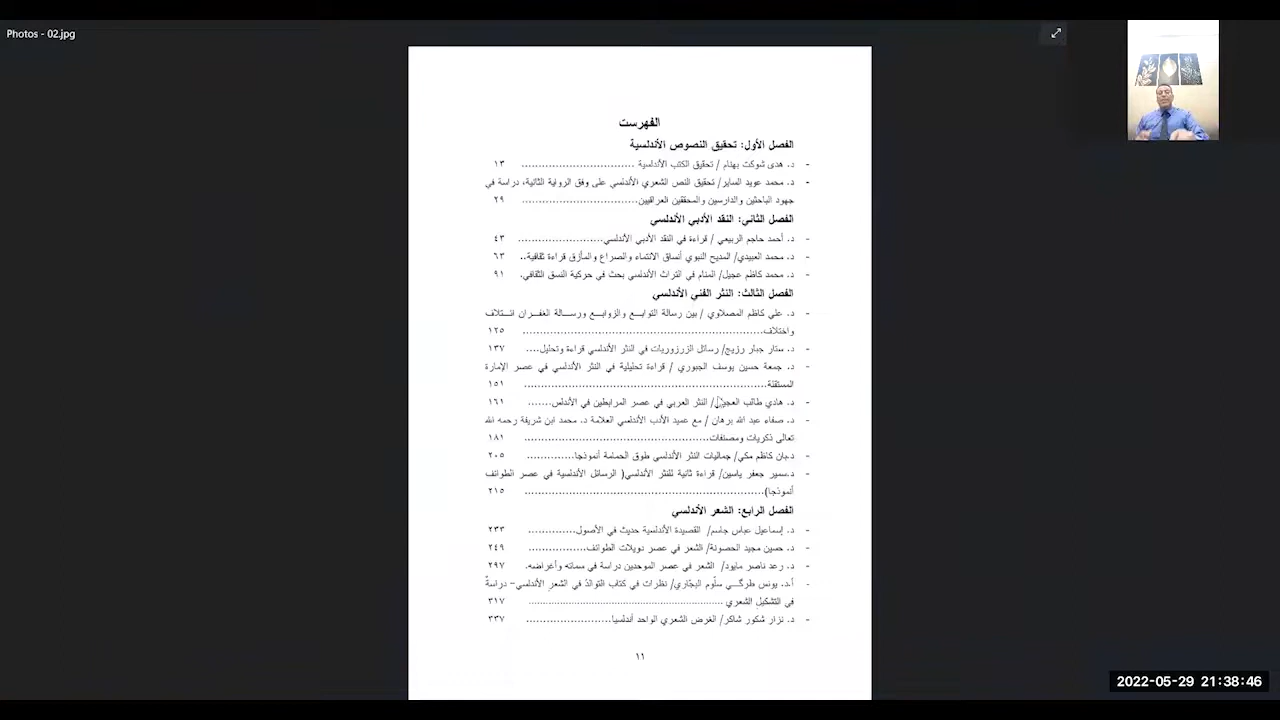 Photos - 02.jpg
الفهرست
الفصل الأول: تحقيق النصوص الأندلسية
- د. هدى شوكت بهنام / تحقيق الكتب الأندلسية ................................ ١٣
- د. محمد عويد الساير/ تحقيق النص الشعري الأندلسي على وفق الرواية الثانية، دراسة في
جهود الباحثين والدارسين والمحققين العراقيين................................. ٢٩
الفصل الثاني: النقد الأدبي الأندلسي
- د. أحمد حاجم الربيعي / قراءة في النقد الأدبي الأندلسي........................ ٤٣
- د. محمد العبيدي/ المديح النبوي أنساق الانتماء والصراع والمأزق قراءة ثقافية.. ٦٣
- د. محمد كاظم عجيل/ المنام في التراث الأندلسي بحث في حركية النسق الثقافي. ٩١
الفصل الثالث: النثر الفني الأندلسي
- د. علي كاظم المصلاوي / بين رسالة التوابع والزوابع ورسالة الغفران ائتلاف
واختلاف..................................................................... ١٢٥
- د. ستار جبار رزيج/ رسائل الزرزوريات في النثر الأندلسي قراءة وتحليل.... ١٣٧
- د. جمعة حسين يوسف الجبوري / قراءة تحليلية في النثر الأندلسي في عصر الإمارة
المستقلة..................................................................... ١٥١
- د. هادي طالب / النثر العربي في عصر المرابطين في الأندلس....... ١٦١
- د. صفاء عبد الله برهان / مع عميد الأدب الأندلسي العلامة د. محمد ابن شريفة رحمه الله
تعالى ذكريات ومصنفات..................................................... ١٨١
- د.بان كاظم مكي/ جماليات النثر الأندلسي طوق الحمامة أنموذجا.............. ٢٠٥
- د.سمير جعفر ياسين/ قراءة ثانية للنثر الأندلسي( الرسائل الأندلسية في عصر الطوائف
أنموذجا)..................................................................... ٢١٥
الفصل الرابع: الشعر الأندلسي
- د. إسماعيل عباس جاسم/ القصيدة الأندلسية حديث في الأصول.............. ٢٣٣
- د. حسين مجيد الحصونة/ الشعر في عصر دويلات الطوائف................. ٢٤٩
- د. رعد ناصر مايود/ الشعر في عصر الموحدين دراسة في سماته وأغراضه. ٢٩٧
- أ.د. يونس طركي سلّوم البجّاري/ نظرات في كتاب التوالدُ في الشعرِ الأندلسي– دراسةٌ
في التشكيلِ الشعري ........................................................ ٣١٧
- د. نزار شكور شاكر/ الغرض الشعري الواحد أندلسيا......................... ٣٣٧
١١
2022-05-29 21:38:46